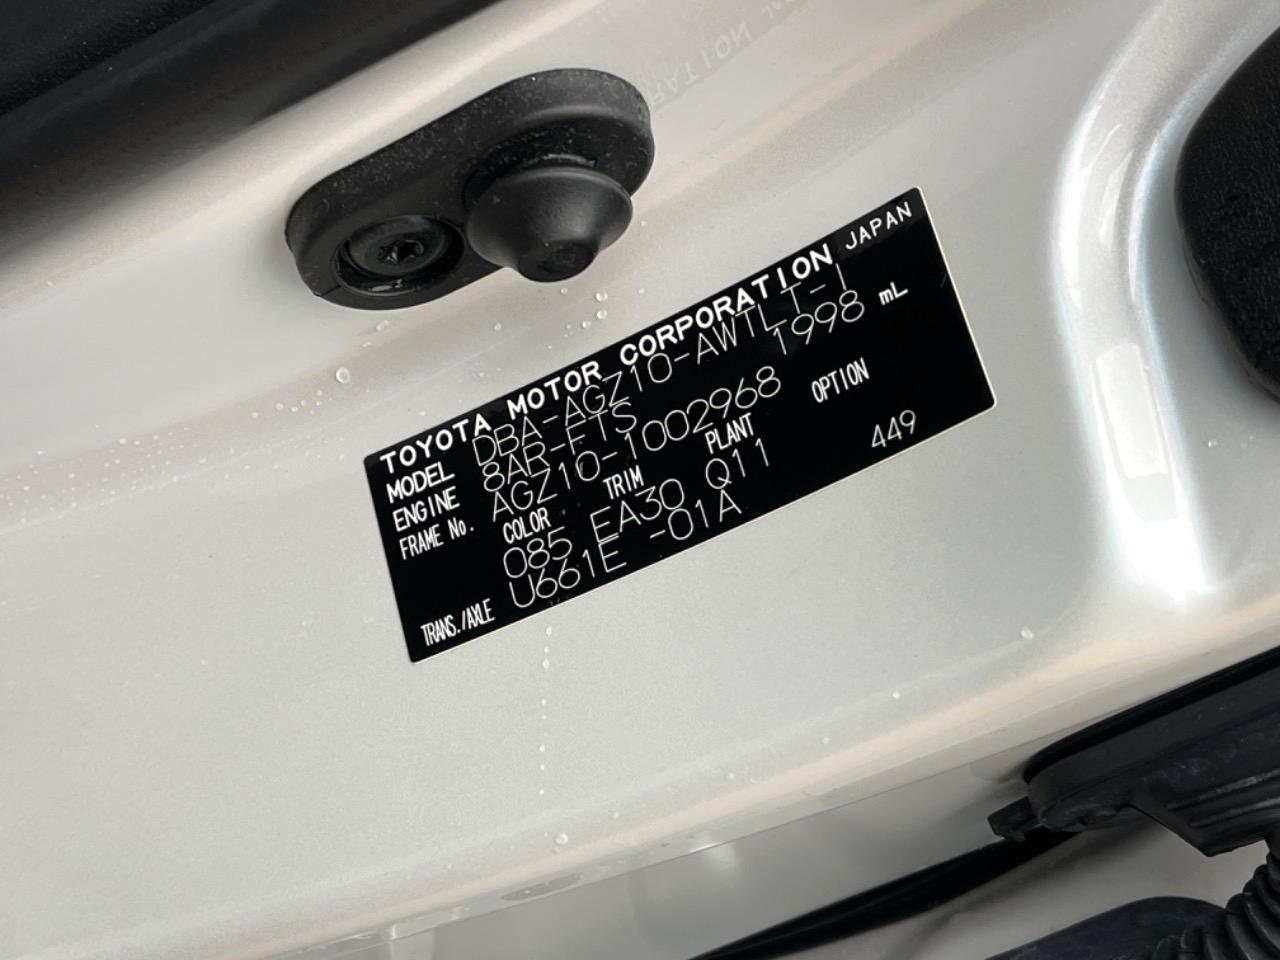 TOYOTA MOTOR CORPORATION JAPAN
MODEL DBA-AGZ10-AWTLT-1
ENGINE 8AR-FTS 1998 mL
FRAME No. AGZ10-1002968
COLOR TRIM PLANT OPTION
085 EA30 Q11 449
TRANS./AXLE U661E -01A